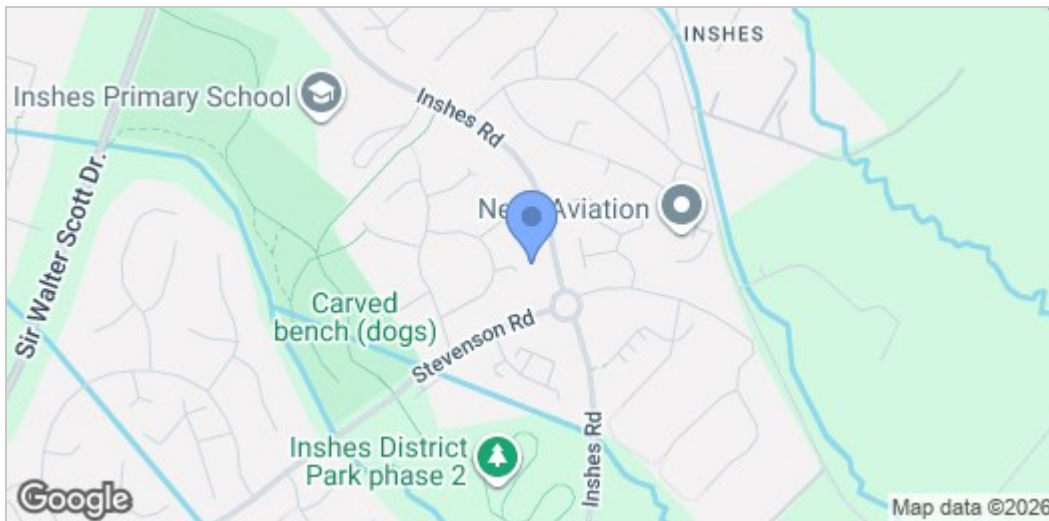 INSHES
Inshes Primary School
Inshes Rd
Sir Walter Scott Dr.
Aviation
Carved
bench (dogs)
Stevenson Rd
Inshes District
Park phase 2
Inshes Rd
Google
Map data ©2026